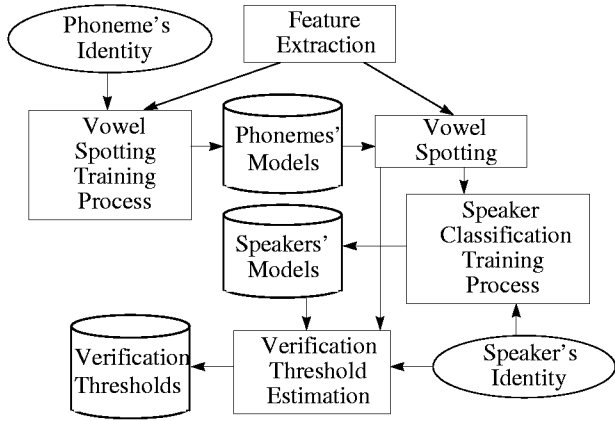 Phoneme's
Identity
Feature
Extraction
Vowel
Spotting
Training
Process
Phonemes'
Models
Vowel
Spotting
Speakers'
Models
Speaker
Classification
Training
Process
Verification
Thresholds
Verification
Threshold
Estimation
Speaker's
Identity